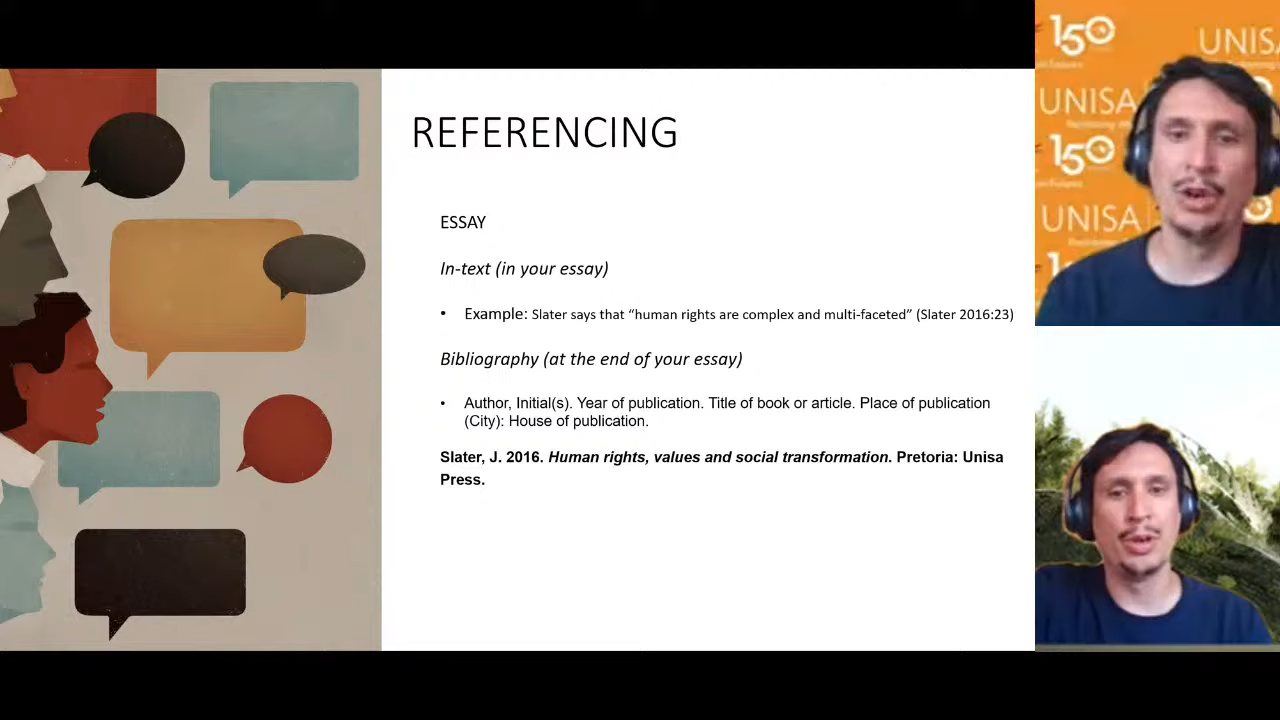 REFERENCING
ESSAY
In-text (in your essay)
• Example: Slater says that “human rights are complex and multi-faceted” (Slater 2016:23)
Bibliography (at the end of your essay)
• Author, Initial(s). Year of publication. Title of book or article. Place of publication
(City): House of publication.
Slater, J. 2016. Human rights, values and social transformation. Pretoria: Unisa
Press.
150
UNISA
UNISA
150
UNISA